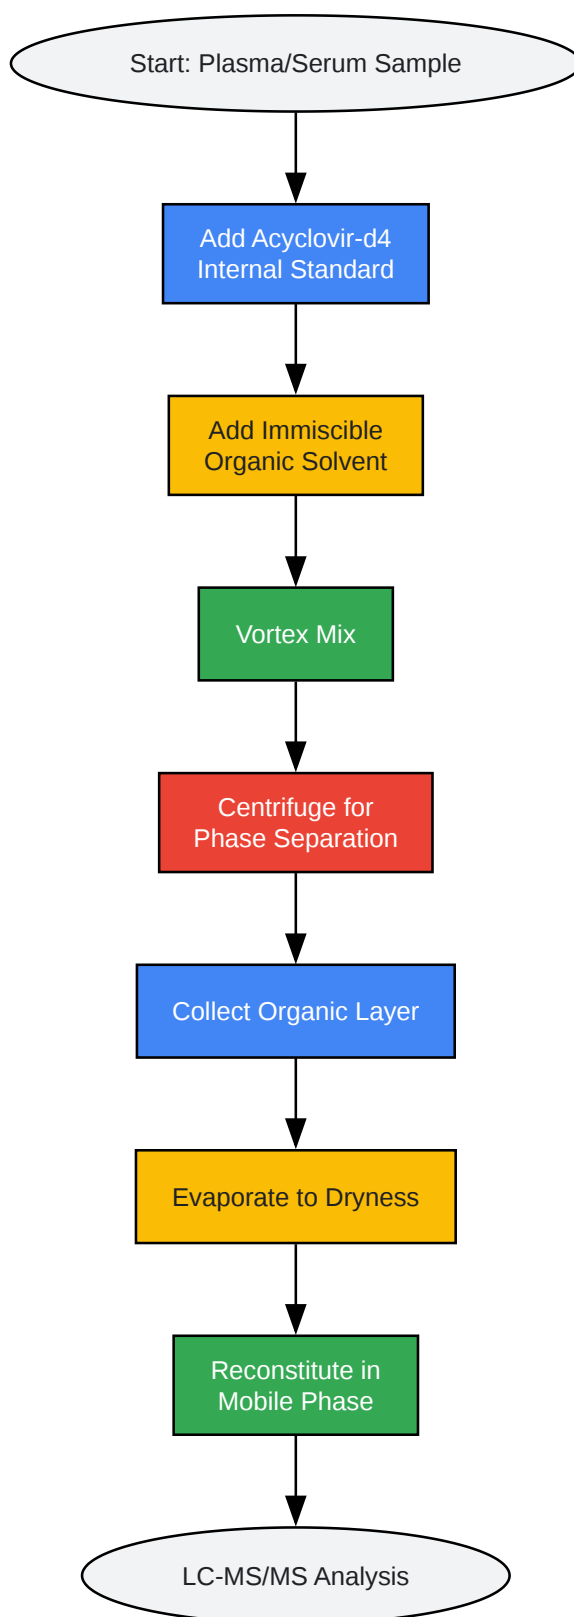 Start: Plasma/Serum Sample
Add Acyclovir-d4
Internal Standard
Add Immiscible
Organic Solvent
Vortex Mix
Centrifuge for
Phase Separation
Collect Organic Layer
Evaporate to Dryness
Reconstitute in
Mobile Phase
LC-MS/MS Analysis